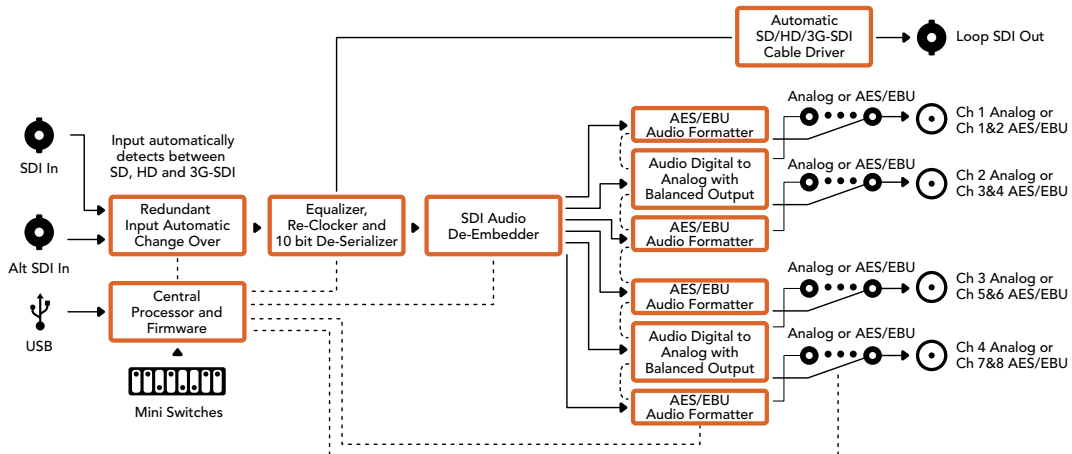 Automatic
SD/HD/3G-SDI
Cable Driver
Loop SDI Out
SDI In
Input automatically
detects between
SD, HD and 3G-SDI
Alt SDI In
Redundant
Input Automatic
Change Over
Equalizer,
Re-Clocker and
10 bit De-Serializer
SDI Audio
De-Embedder
USB
Central
Processor and
Firmware
Mini Switches
AES/EBU
Audio Formatter
Audio Digital to
Analog with
Balanced Output
AES/EBU
Audio Formatter
AES/EBU
Audio Formatter
Audio Digital to
Analog with
Balanced Output
AES/EBU
Audio Formatter
Analog or AES/EBU
Ch 1 Analog or
Ch 1&2 AES/EBU
Analog or AES/EBU
Ch 2 Analog or
Ch 3&4 AES/EBU
Analog or AES/EBU
Ch 3 Analog or
Ch 5&6 AES/EBU
Analog or AES/EBU
Ch 4 Analog or
Ch 7&8 AES/EBU